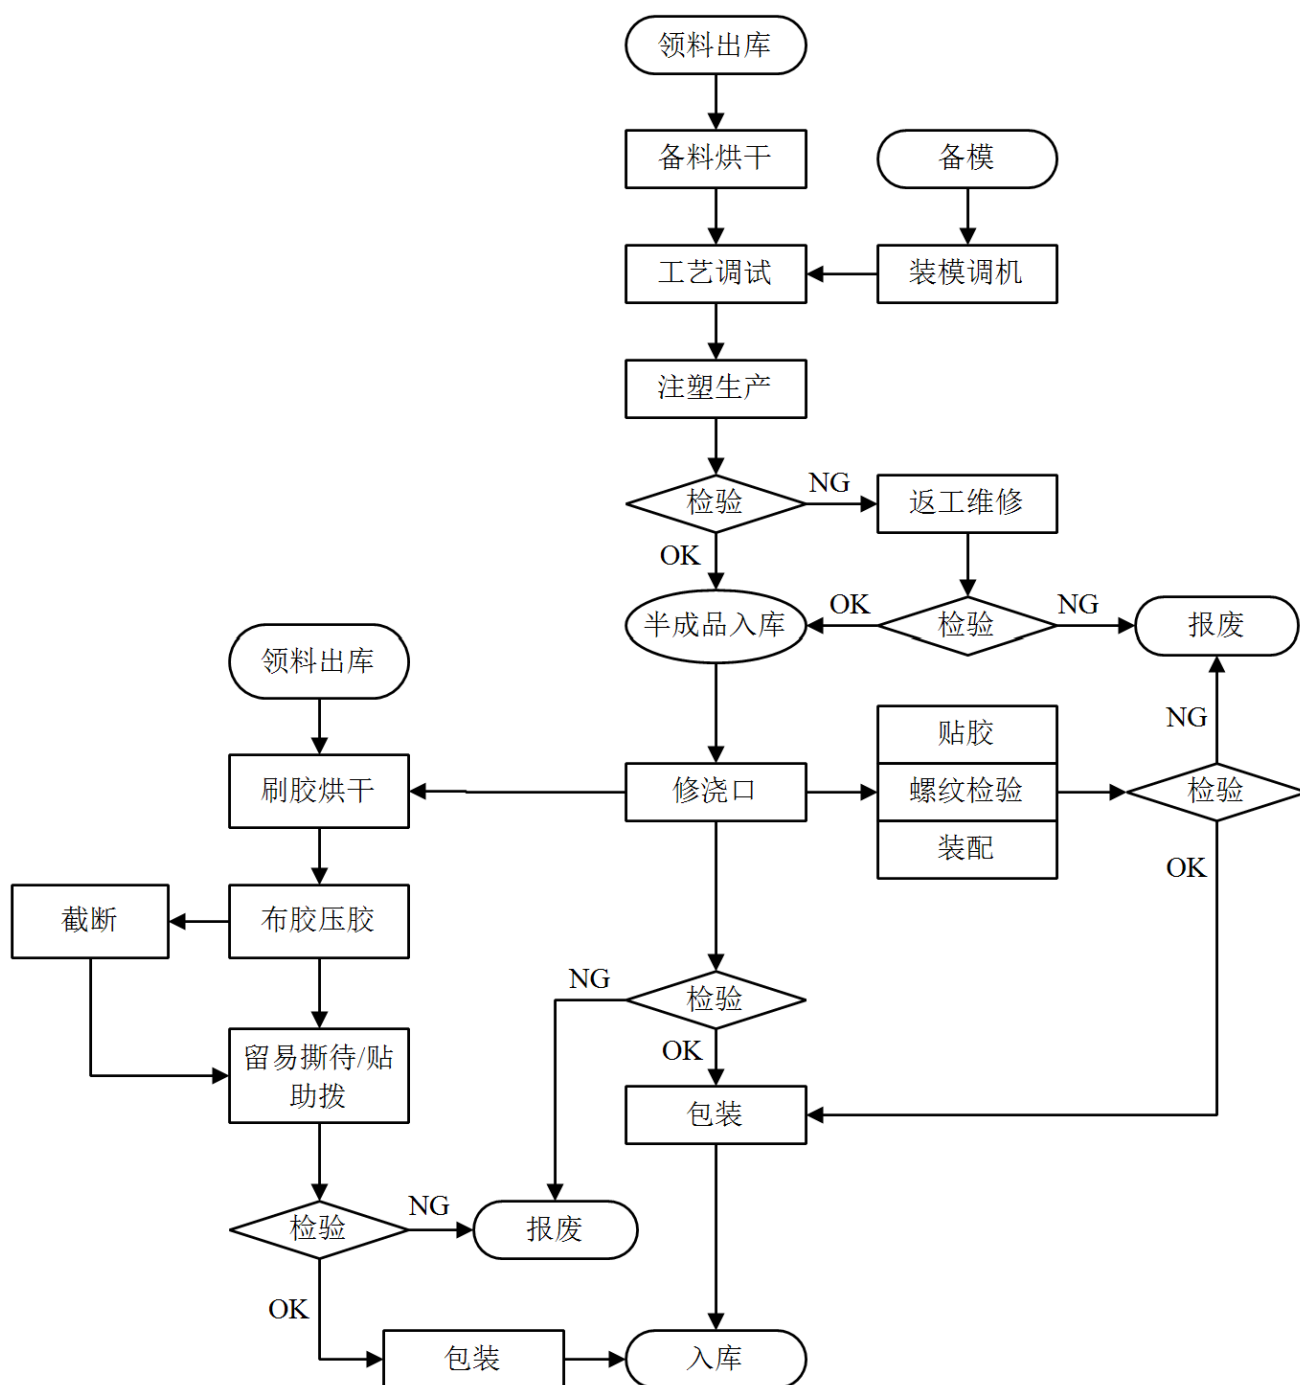 领料出库
备料烘干
备模
工艺调试
装模调机
注塑生产
检验
NG
返工维修
OK
半成品入库
OK
检验
NG
报废
领料出库
贴胶
NG
刷胶烘干
修浇口
螺纹检验
检验
装配
OK
截断
布胶压胶
NG
检验
OK
留易撕待/贴
助拨
包装
检验
NG
报废
OK
包装
入库